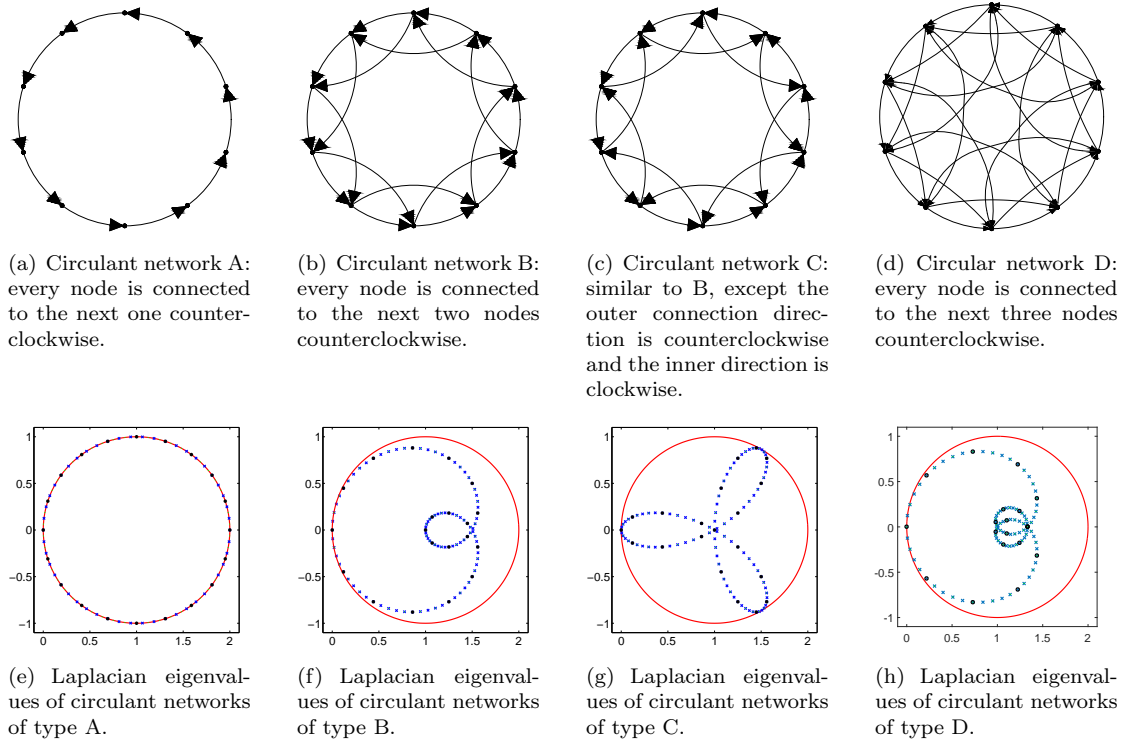 (a) Circulant network A:
every node is connected
to the next one counter-
clockwise.
(b) Circulant network B:
every node is connected
to the next two nodes
counterclockwise.
(c) Circulant network C:
similar to B, except the
outer connection direc-
tion is counterclockwise
and the inner direction is
clockwise.
(d) Circular network D:
every node is connected
to the next three nodes
counterclockwise.
1
0.5
0
−0.5
−1
0 0.5 1 1.5 2
1
0.5
0
−0.5
−1
0 0.5 1 1.5 2
1
0.5
0
−0.5
−1
0 0.5 1 1.5 2
1
0.5
0
-0.5
-1
0 0.5 1 1.5 2
(e) Laplacian eigenval-
ues of circulant networks
of type A.
(f) Laplacian eigenval-
ues of circulant networks
of type B.
(g) Laplacian eigenval-
ues of circulant networks
of type C.
(h) Laplacian eigenval-
ues of circulant networks
of type D.